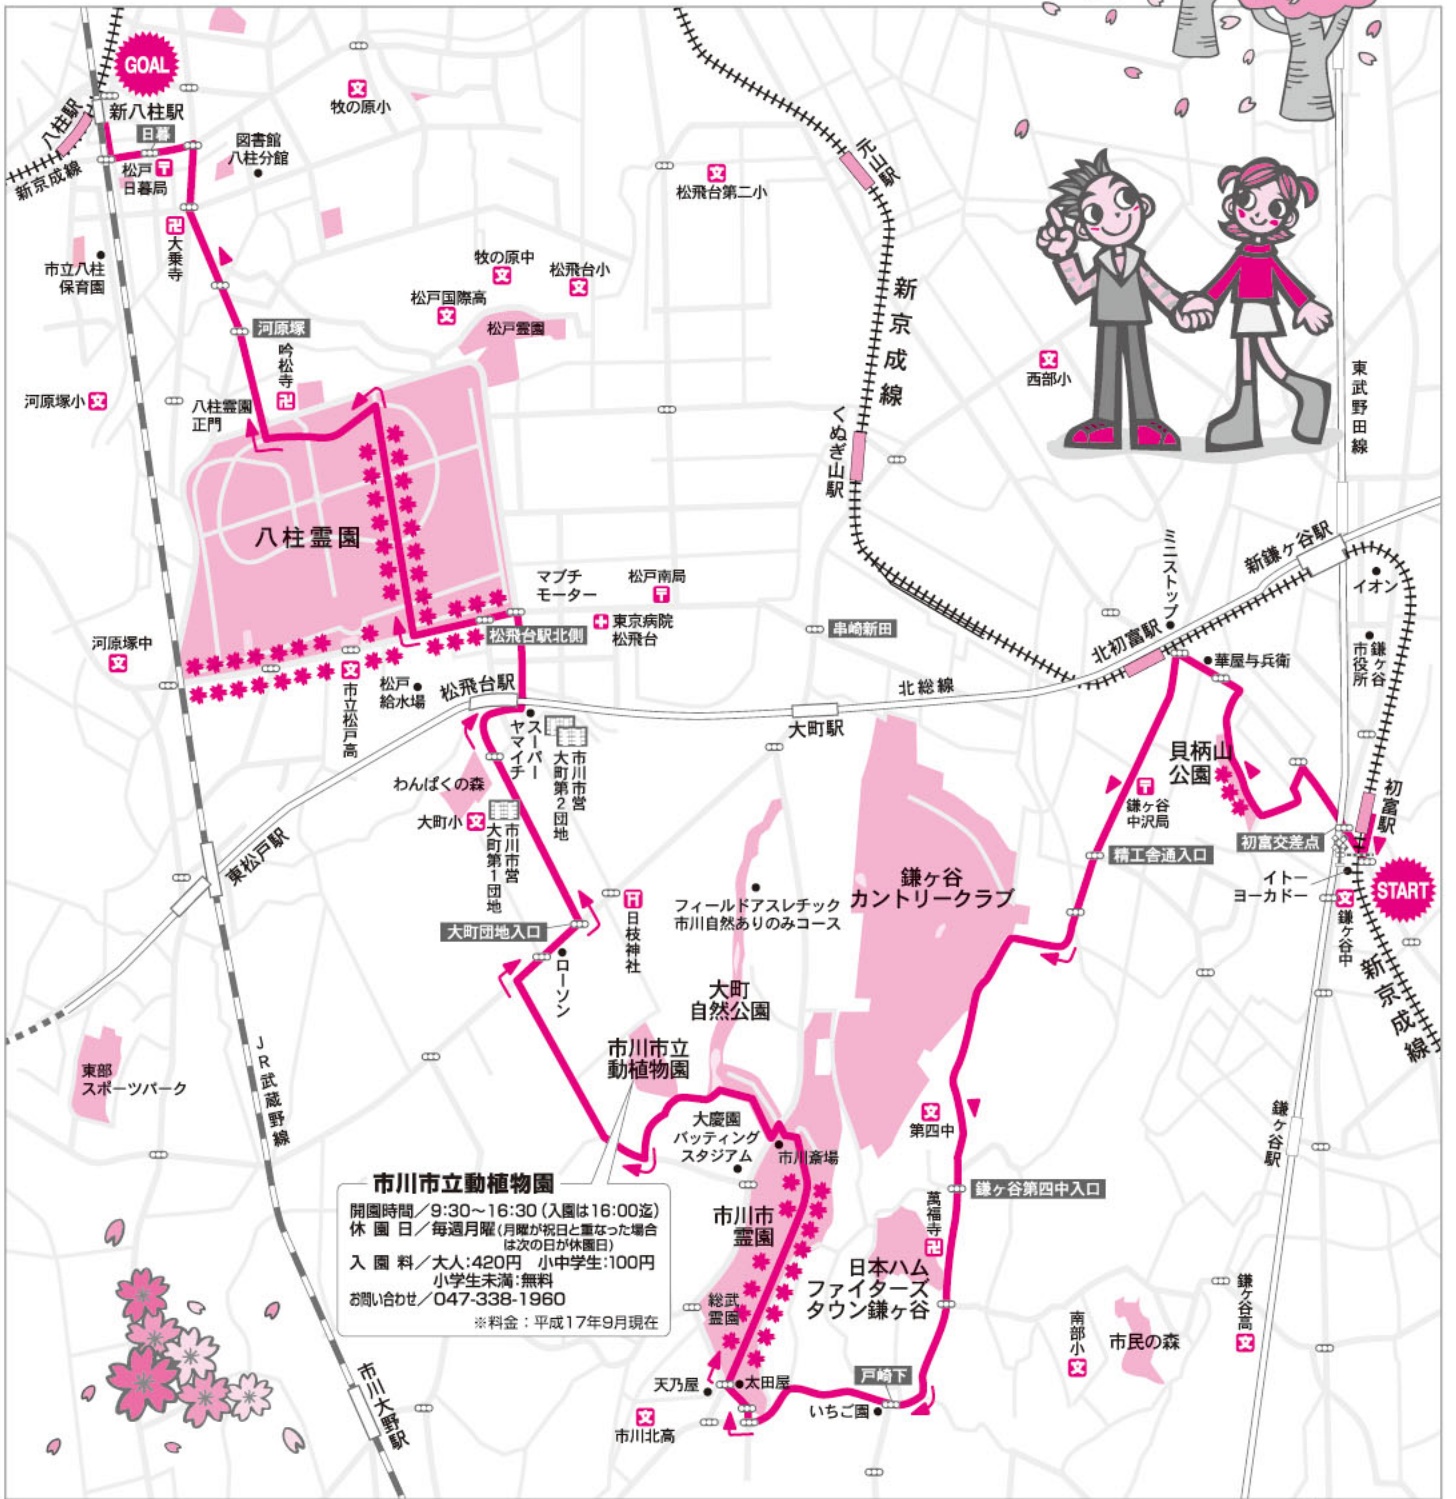 GOAL
新八柱駅
八柱駅
新京成線
日暮
松戸
日暮局
図書館
八柱分館
牧の原小
大乗寺
市立八柱
保育園
松飛台第二小
元山駅
牧の原中
松飛台小
松戸国際高
松戸霊園
新京成線
河原塚
吟松寺
河原塚小
八柱霊園
正門
西部小
東武野田線
くぬぎ山駅
八柱霊園
マブチ
モーター
松戸南局
東京病院
松飛台
松飛台駅北側
串崎新田
ミニストップ
新鎌ヶ谷駅
イオン
北初富駅
華屋与兵衛
鎌ヶ谷
市役所
河原塚中
市立松戸高
松戸
給水場
松飛台駅
北総線
大町駅
スーパー
ヤマイチ
市川市営
大町第2団地
わんぱくの森
大町小
市川市営
大町第1団地
貝柄山
公園
鎌ヶ谷
中沢局
初富駅
初富交差点
精工舎通入口
イトー
ヨーカドー
START
鎌ヶ谷中
新京成線
東松戸駅
鎌ヶ谷
カントリークラブ
フィールドアスレチック
市川自然ありのみコース
日枝神社
大町団地入口
ローソン
大町
自然公園
市川市立
動植物園
東部
スポーツパーク
JR武蔵野線
大慶園
バッティング
スタジアム
市川斎場
第四中
鎌ヶ谷駅
鎌ヶ谷第四中入口
萬福寺
市川市
霊園
日本ハム
ファイターズ
タウン鎌ヶ谷
総武
霊園
市川市立動植物園
開園時間／9:30～16:30（入園は16:00迄）
休園日／毎週月曜（月曜が祝日と重なった場合
は次の日が休園日）
入園料／大人:420円 小中学生:100円
小学生未満:無料
お問い合わせ／047-338-1960
※料金：平成17年9月現在
南部小
市民の森
鎌ヶ谷高
戸崎下
天乃屋
太田屋
いちご園
市川北高
市川大野駅